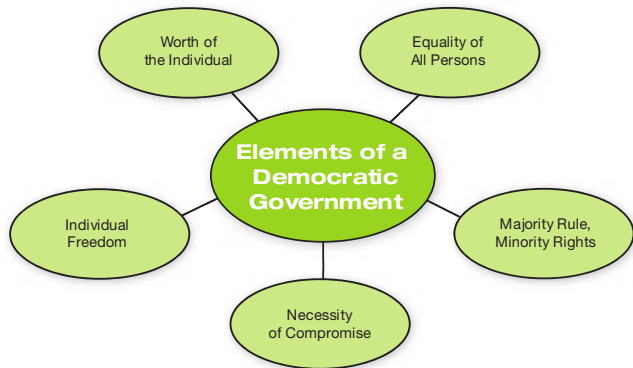 Worth of
the Individual
Equality of
All Persons
Elements of a
Democratic
Government
Individual
Freedom
Majority Rule,
Minority Rights
Necessity
of Compromise